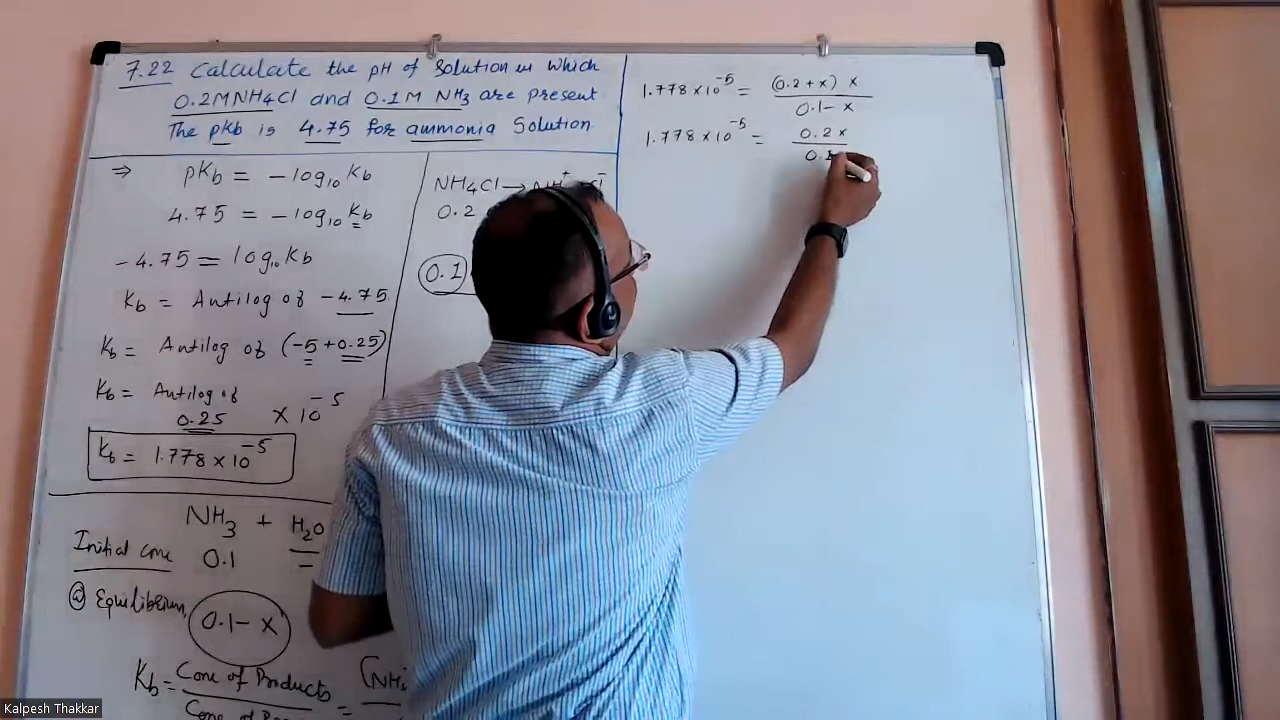 7.22 Calculate the pH of Solution in which
0.2MNH4Cl and 0.1M NH3 are present
The pKb is 4.75 for ammonia Solution
⇒ pKb = -log10 Kb
4.75 = -log10 Kb
-4.75 = log10 Kb
Kb = Antilog of -4.75
Kb = Antilog of (-5+0.25)
Kb = Antilog of
0.25 × 10^-5
Kb = 1.778 × 10^-5
NH3 + H2O
Initial conc 0.1 =
@ Equilibrium
0.1-x
Kb = Conc of Products =
NH4Cl →
0.2
0.1
1.778 × 10^-5 = (0.2+x) x
0.1-x
1.778 × 10^-5 = 0.2x
Kalpesh Thakkar